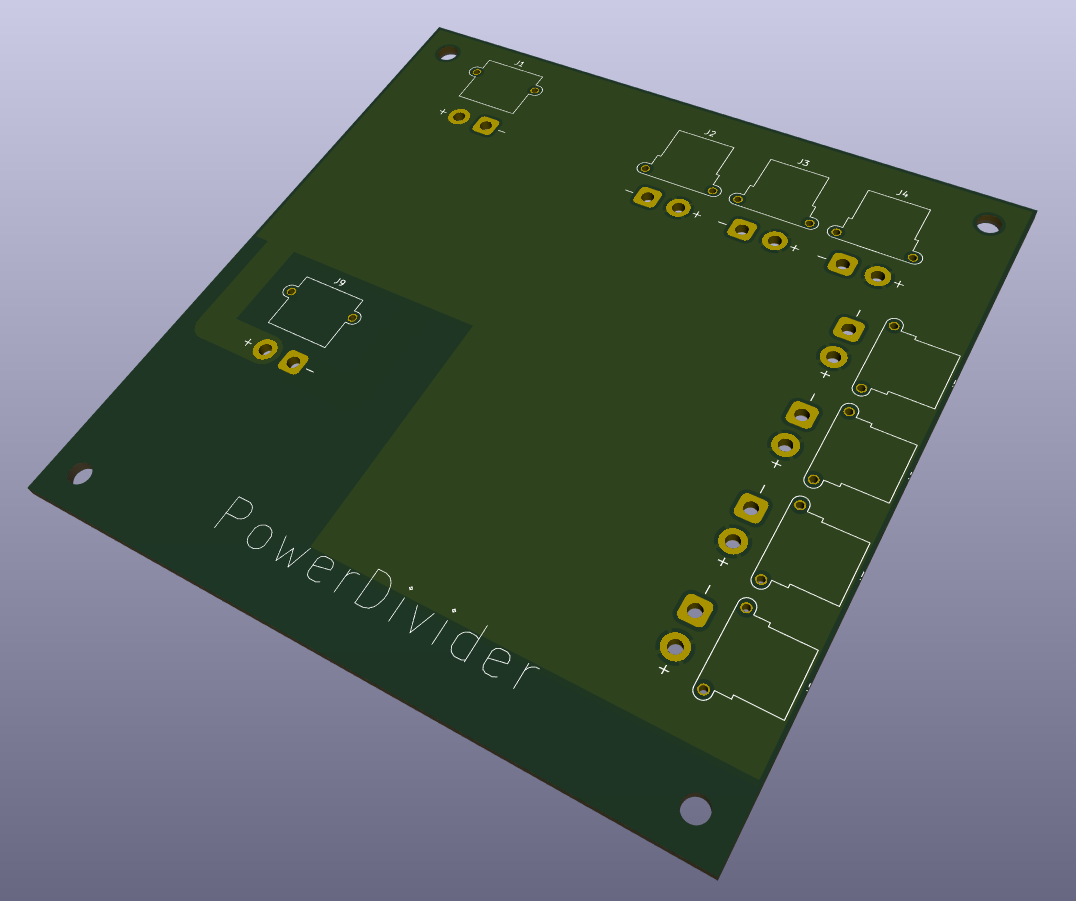 J1
+ -
J2
- +
J3
- +
J4
- +
J9
+ -
-
+
-
+
-
+
-
+
PowerDivider